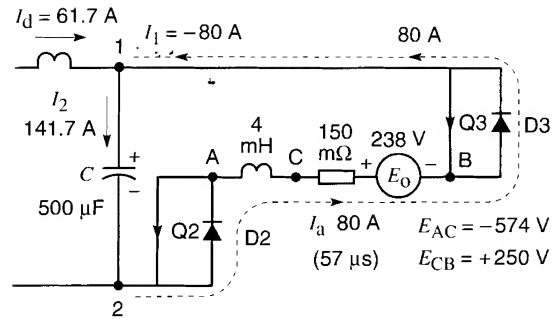 I_d = 61.7 A
1
I_1 = −80 A
80 A
I_2
141.7 A
C
+
−
500 µF
A
4
mH
C
150
mΩ
238 V
+
E_o
−
B
Q3
D3
Q2
D2
I_a 80 A
(57 µs)
E_AC = −574 V
E_CB = +250 V
2